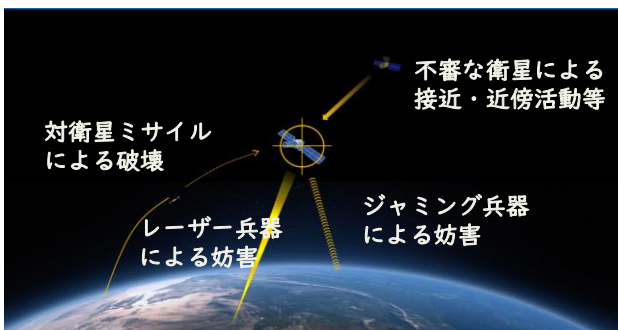 不審な衛星による
接近・近傍活動等
対衛星ミサイル
による破壊
レーザー兵器
による妨害
ジャミング兵器
による妨害